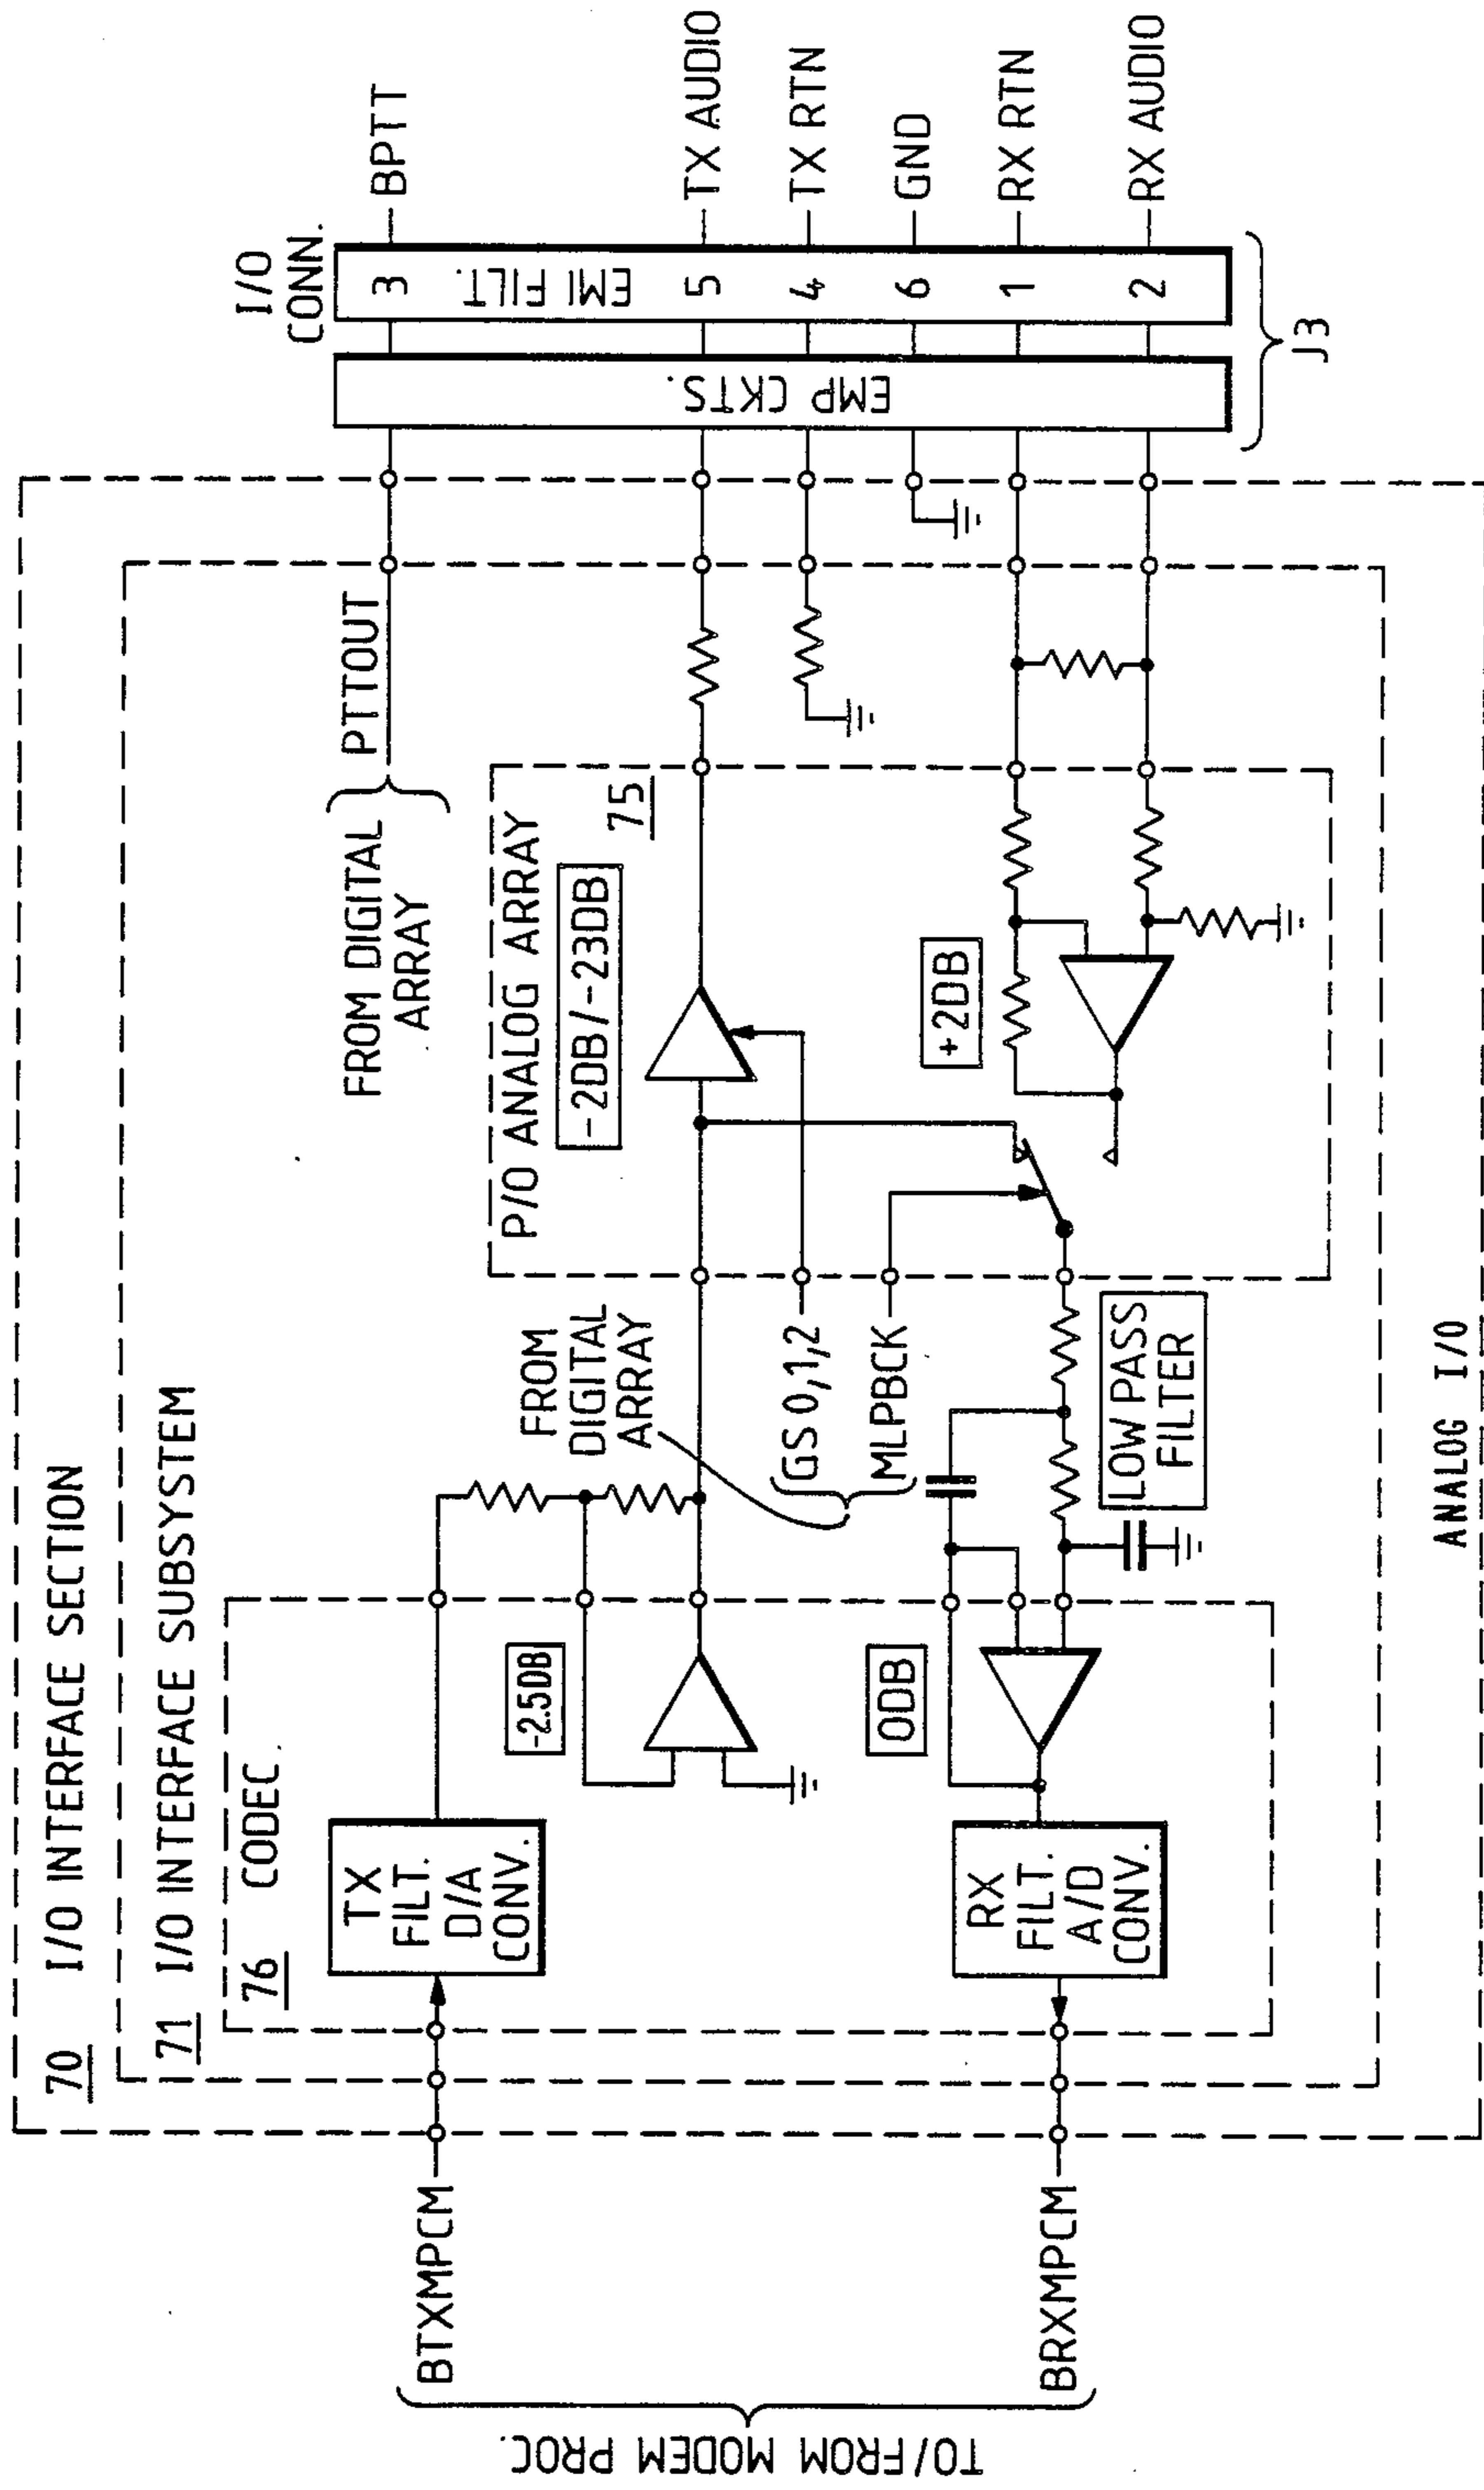 70 I/O INTERFACE SECTION
71 I/O INTERFACE SUBSYSTEM
76 CODEC.
TO/FROM MODEM PROC.
BTXMPCM
BRXMPCM
TX
FILT.
D/A
CONV.
-2.5DB
RX
FILT.
A/D
CONV.
0DB
FROM
DIGITAL
ARRAY
GS 0,1,2
MLPBCK
LOW PASS
FILTER
P/O ANALOG ARRAY
75
-2DB/-23DB
+2DB
FROM DIGITAL
ARRAY
PTTOUT
EMP CKTS.
I/O
CONN.
EMI FILT.
3
5
4
6
1
2
BPTT
TX AUDIO
TX RTN
GND
RX RTN
RX AUDIO
J3
ANALOG I/O